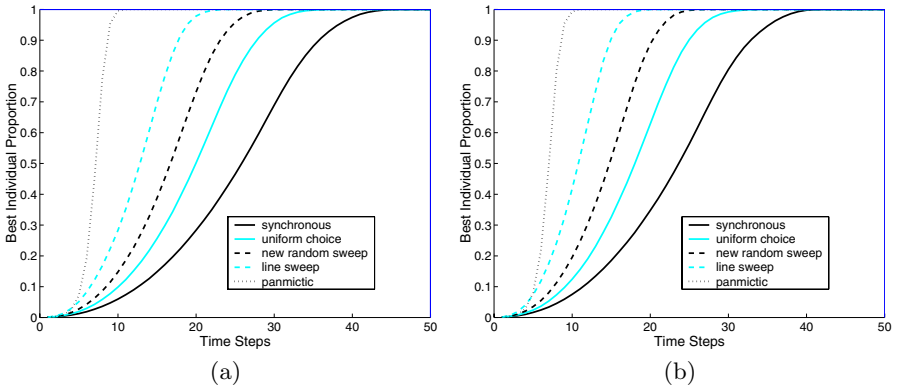 1
0.9
0.8
0.7
0.6
0.5
0.4
0.3
0.2
0.1
0
Best Individual Proportion
synchronous
uniform choice
new random sweep
line sweep
panmictic
0 10 20 30 40 50
Time Steps
(a)
1
0.9
0.8
0.7
0.6
0.5
0.4
0.3
0.2
0.1
0
Best Individual Proportion
synchronous
uniform choice
new random sweep
line sweep
panmictic
0 10 20 30 40 50
Time Steps
(b)